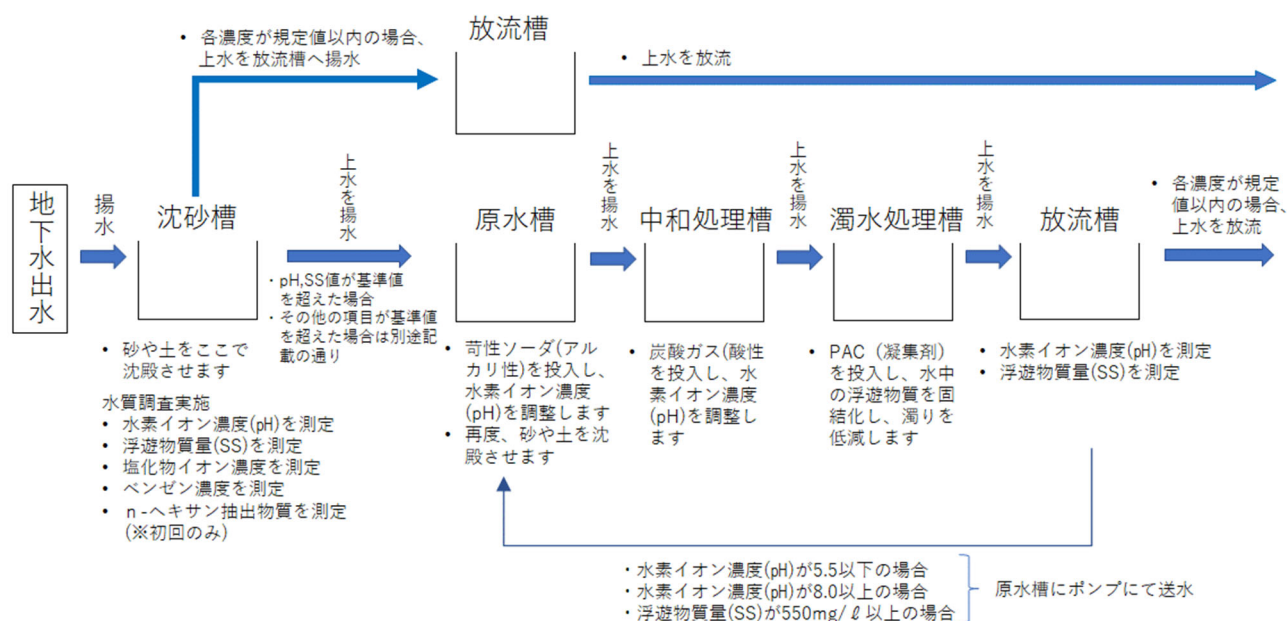 ・ 各濃度が規定値以内の場合、
上水を放流槽へ揚水
放流槽
・ 上水を放流
地下水出水
揚水
沈砂槽
上水を揚水
・pH,SS値が基準値
を超えた場合
・その他の項目が基準値
を超えた場合は別途記
載の通り
原水槽
上水を揚水
中和処理槽
上水を揚水
濁水処理槽
上水を揚水
放流槽
・ 各濃度が規定
値以内の場合、
上水を放流
・ 砂や土をここで
沈殿させます
水質調査実施
・ 水素イオン濃度(pH)を測定
・ 浮遊物質量(SS)を測定
・ 塩化物イオン濃度を測定
・ ベンゼン濃度を測定
・ n-ヘキサン抽出物質を測定
(※初回のみ)
・ 苛性ソーダ(アル
カリ性)を投入し、
水素イオン濃度
(pH)を調整します
・ 再度、砂や土を沈
殿させます
・ 炭酸ガス(酸性
を投入し、水
素イオン濃度
(pH)を調整し
ます
・ PAC（凝集剤）
を投入し、水中
の浮遊物質を固
結化し、濁りを
低減します
・ 水素イオン濃度(pH)を測定
・ 浮遊物質量(SS)を測定
・水素イオン濃度(pH)が5.5以下の場合
・水素イオン濃度(pH)が8.0以上の場合
・浮遊物質量(SS)が550mg/ℓ以上の場合
原水槽にポンプにて送水